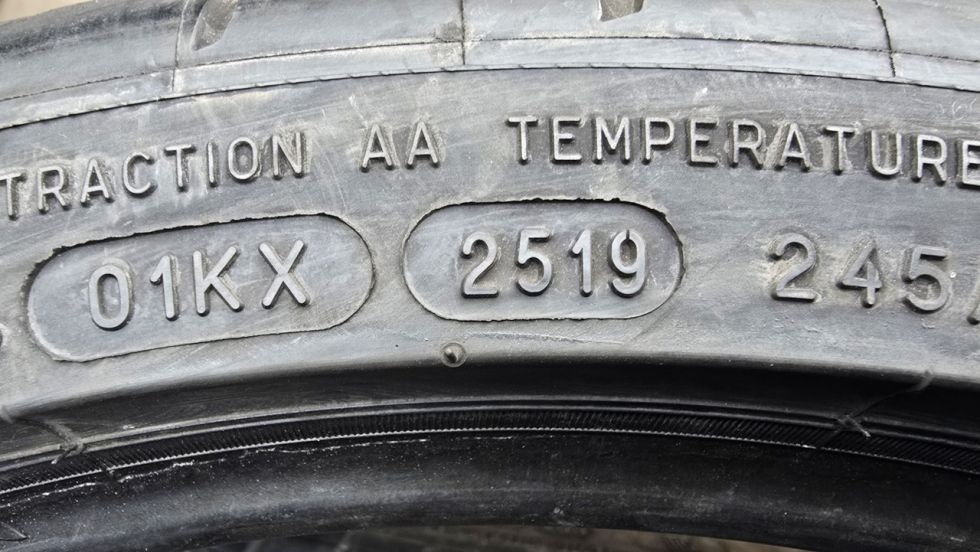 TRACTION AA TEMPERATURE
01KX 2519 245